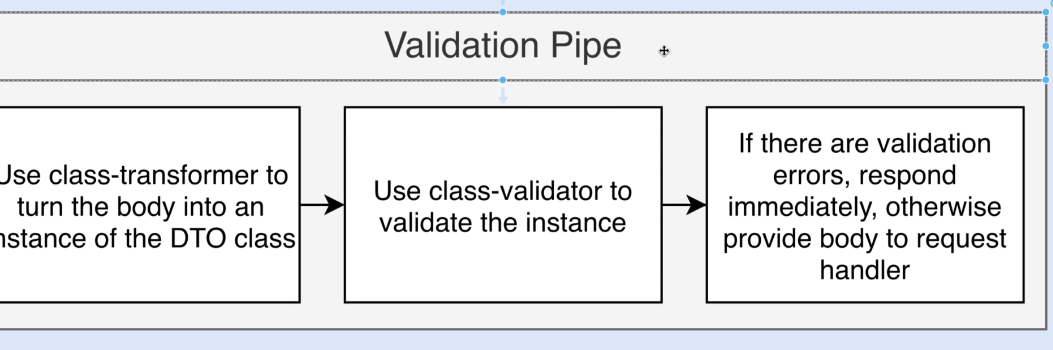 Validation Pipe
Use class-transformer to
turn the body into an
nstance of the DTO class
Use class-validator to
validate the instance
If there are validation
errors, respond
immediately, otherwise
provide body to request
handler